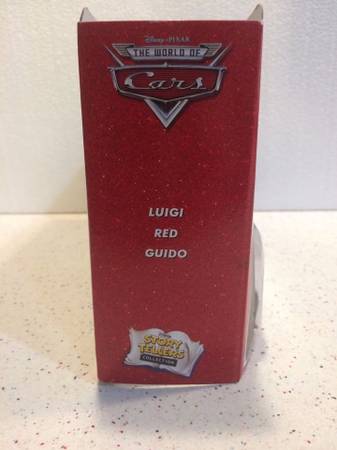 Disney·PIXAR
THE WORLD OF
Cars
LUIGI
RED
GUIDO
STORY
TELLERS
COLLECTION